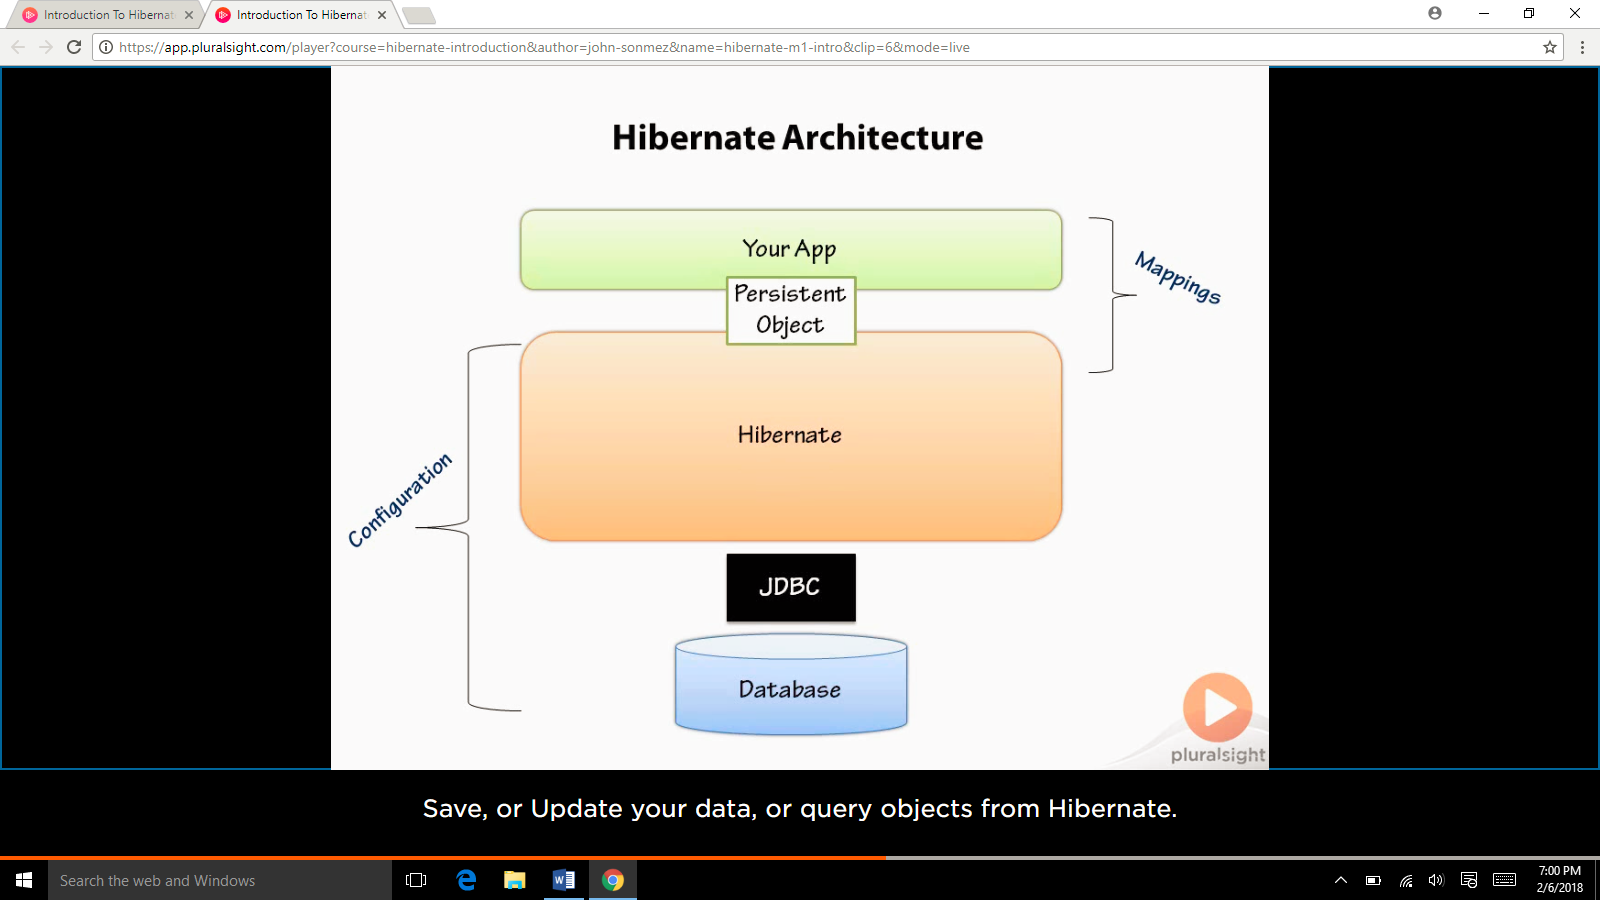 Introduction To Hibernat
Introduction To Hibernat
https://app.pluralsight.com/player?course=hibernate-introduction&author=john-sonmez&name=hibernate-m1-intro&clip=6&mode=live
Hibernate Architecture
Your App
Persistent
Object
Mappings
Hibernate
Configuration
JDBC
Database
pluralsight
Save, or Update your data, or query objects from Hibernate.
Search the web and Windows
7:00 PM
2/6/2018